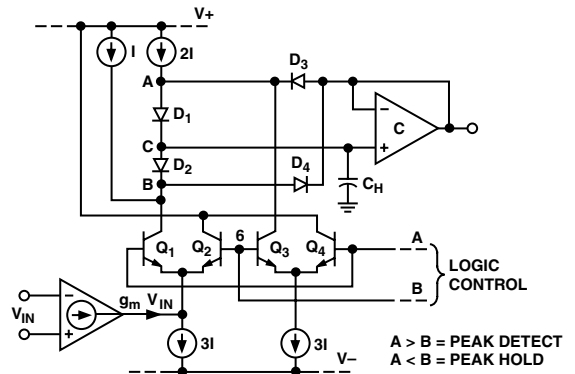 V+
I
2I
D3
A
D1
–
C
C
+
D2
D4
B
CH
6
A
Q1
Q2
Q3
Q4
LOGIC
CONTROL
B
–
gm VIN
VIN
+
3I
3I
V–
A > B = PEAK DETECT
A < B = PEAK HOLD